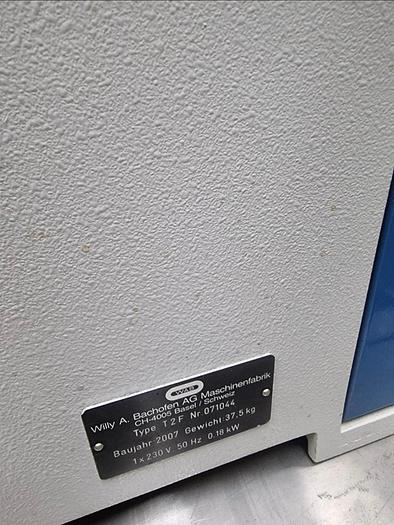 WAB
Willy A. Bachofen AG Maschinenfabrik
CH-4005 Basel / Schweiz
Type T2F Nr 071044
Baujahr 2007 Gewicht 37,5 kg
1 x 230 V 50 Hz 0.18 kW